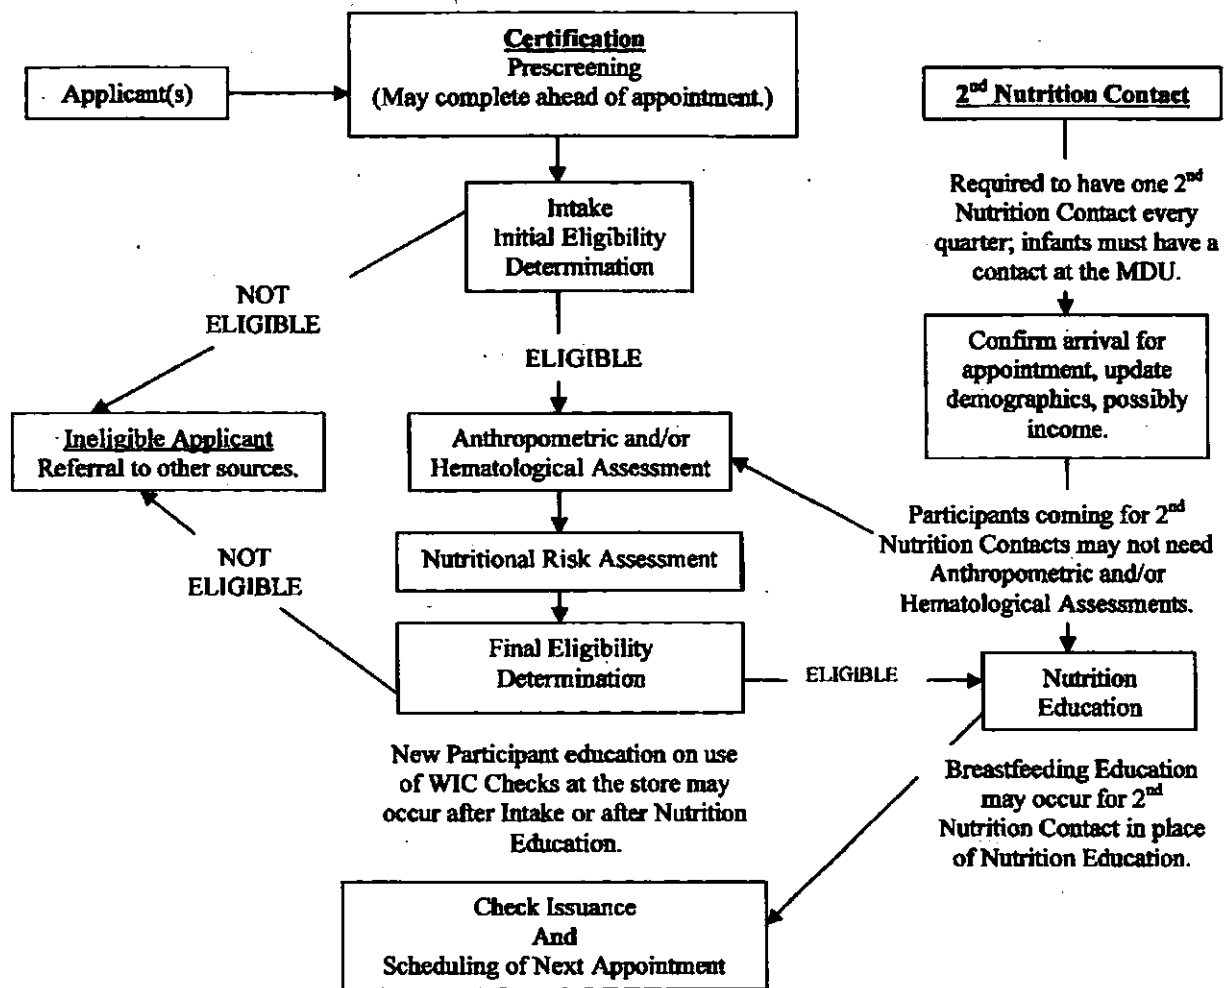 Certification
Prescreening
(May complete ahead of appointment.)
Applicant(s)
2nd Nutrition Contact
Required to have one 2nd
Nutrition Contact every
quarter; infants must have a
contact at the MDU.
Intake
Initial Eligibility
Determination
NOT
ELIGIBLE
ELIGIBLE
Confirm arrival for
appointment, update
demographics, possibly
income.
Ineligible Applicant
Referral to other sources.
Anthropometric and/or
Hematological Assessment
Participants coming for 2nd
Nutrition Contacts may not need
Anthropometric and/or
Hematological Assessments.
NOT
ELIGIBLE
Nutritional Risk Assessment
Final Eligibility
Determination
ELIGIBLE
Nutrition
Education
New Participant education on use
of WIC Checks at the store may
occur after Intake or after Nutrition
Education.
Breastfeeding Education
may occur for 2nd
Nutrition Contact in place
of Nutrition Education.
Check Issuance
And
Scheduling of Next Appointment